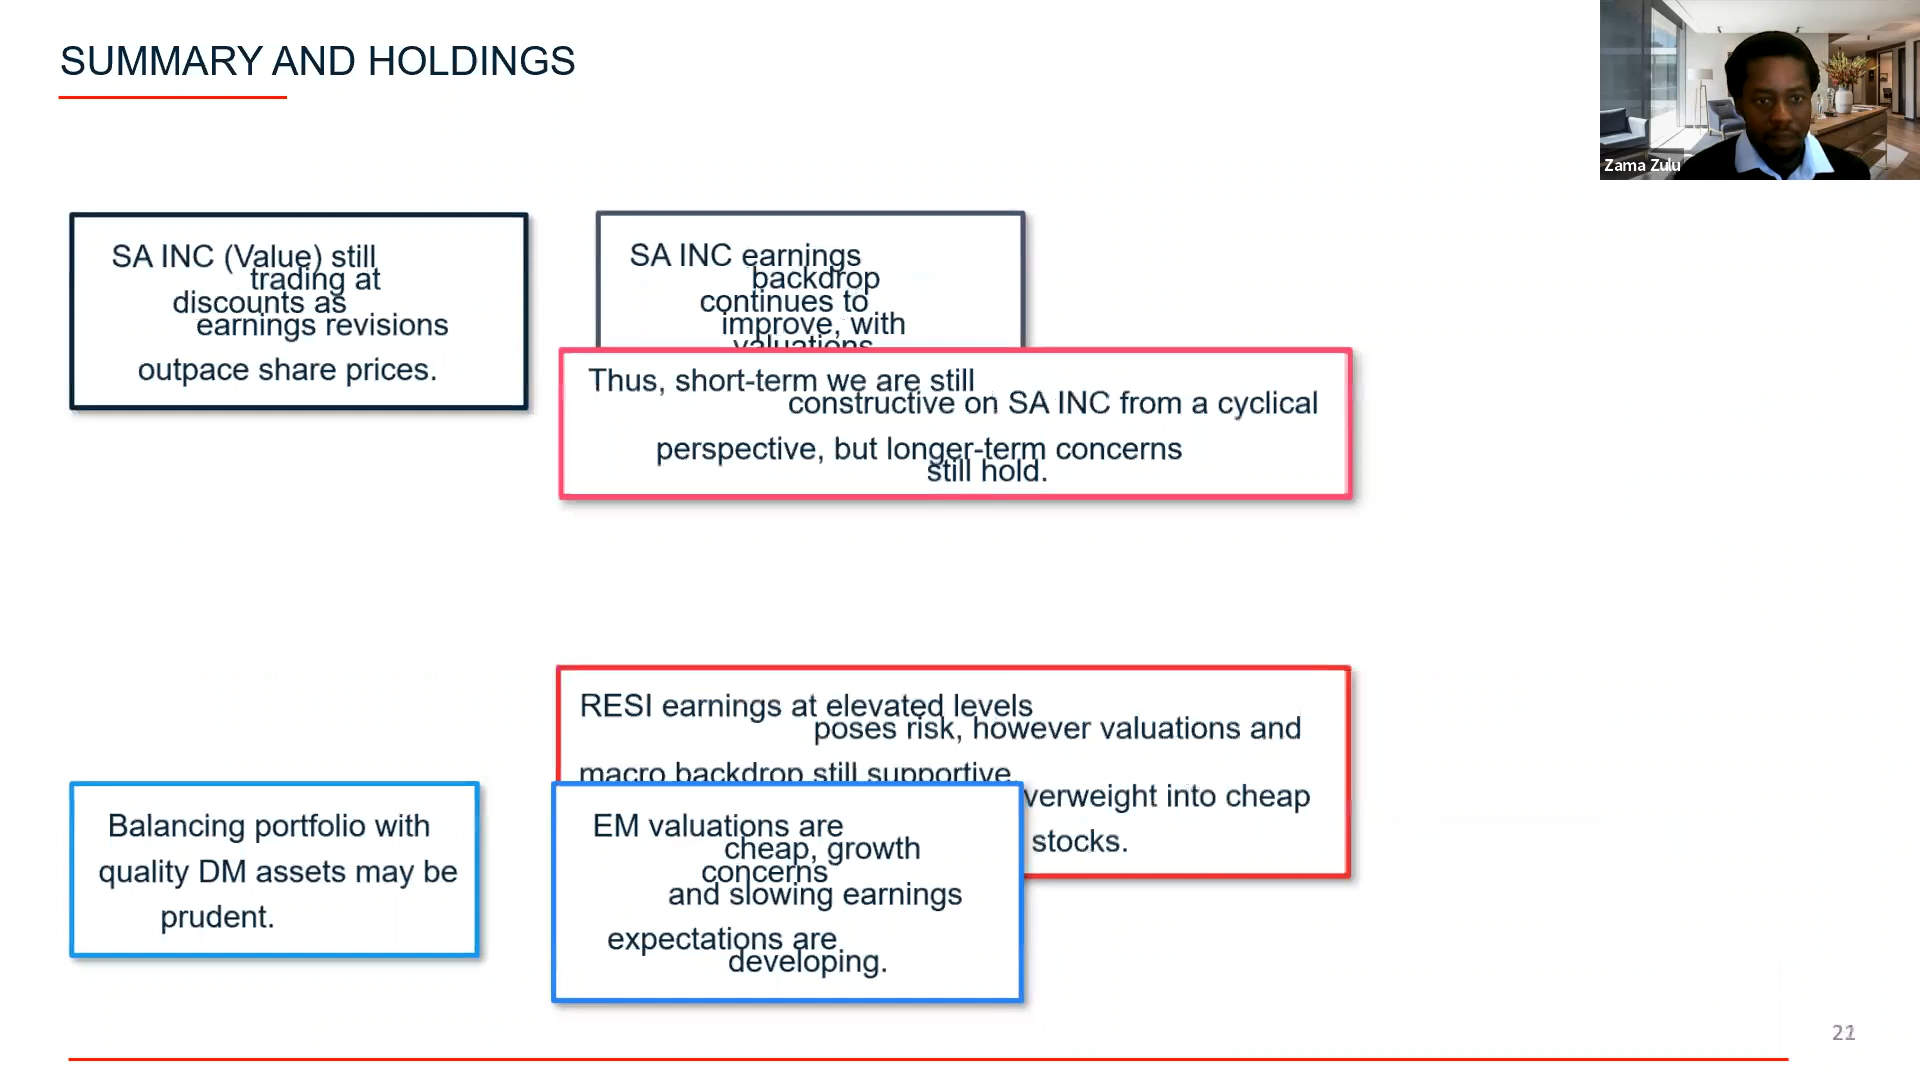 SUMMARY AND HOLDINGS
Zama Zulu
SA INC (Value) still
trading at
discounts as
earnings revisions
outpace share prices.
SA INC earnings
backdrop
continues to
improve, with
valuations
Thus, short-term we are still
constructive on SA INC from a cyclical
perspective, but longer-term concerns
still hold.
RESI earnings at elevated levels
poses risk, however valuations and
macro backdrop still supportive.
verweight into cheap
stocks.
Balancing portfolio with
quality DM assets may be
prudent.
EM valuations are
cheap, growth
concerns
and slowing earnings
expectations are
developing.